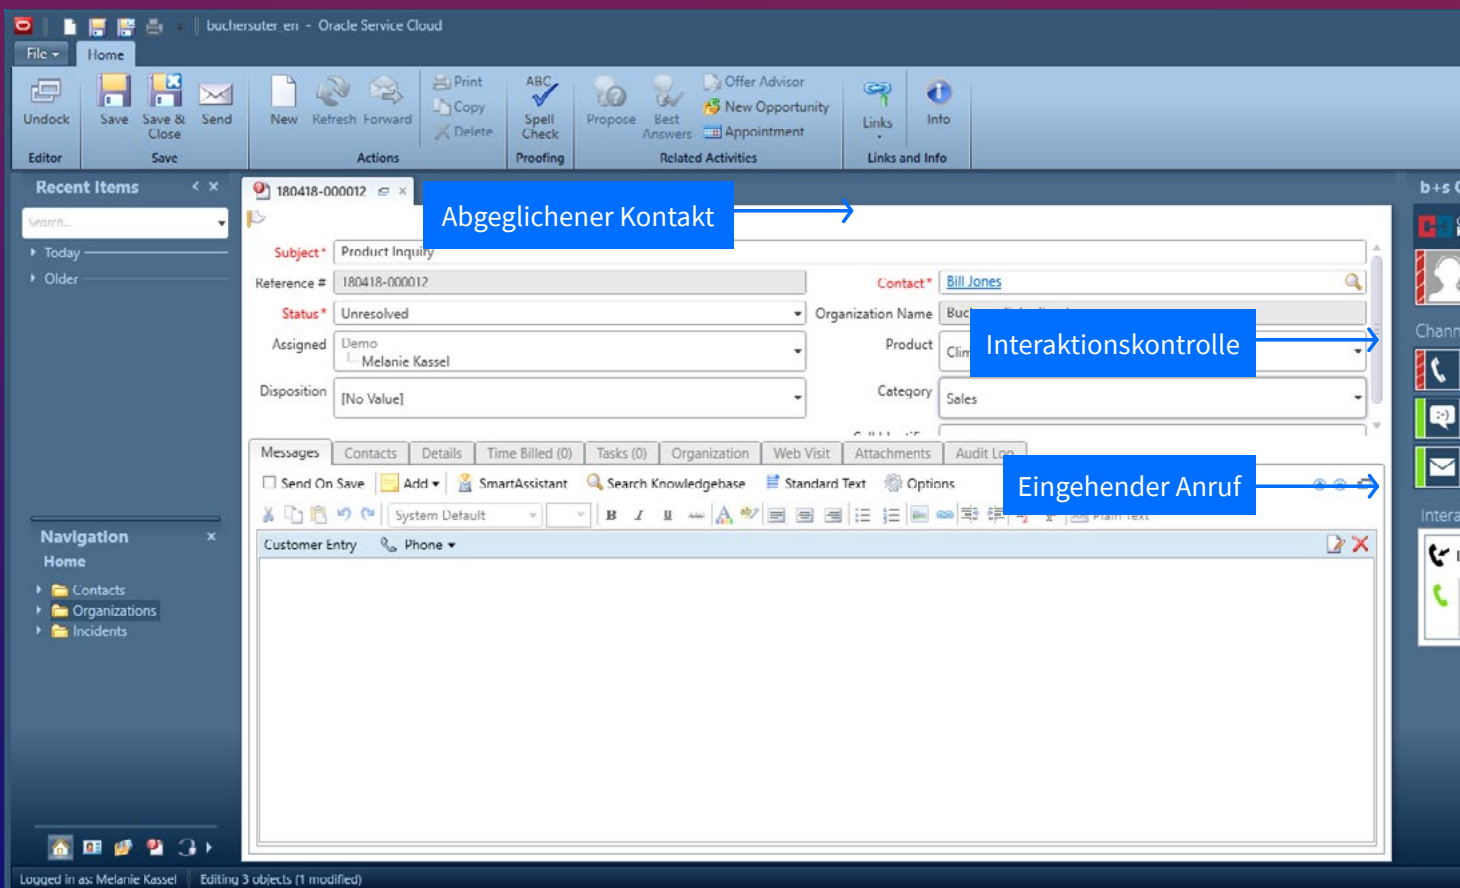 buchersuter_en - Oracle Service Cloud
File
Home
Undock
Save
Save & Close
Send
New
Refresh
Forward
Print
Copy
Delete
ABC
Spell Check
Propose
Best Answers
Offer Advisor
New Opportunity
Appointment
Links
Info
Editor
Save
Actions
Proofing
Related Activities
Links and Info
Recent Items
Search...
Today
Older
180418-000012
Abgeglichener Kontakt
Subject* Product Inquiry
Reference # 180418-000012
Contact* Bill Jones
Status* Unresolved
Organization Name
Assigned Demo
Melanie Kassel
Product
Interaktionskontrolle
Disposition [No Value]
Category Sales
Messages Contacts Details Time Billed (0) Tasks (0) Organization Web Visit Attachments Audit Log
Send On Save Add SmartAssistant Search Knowledgebase Standard Text Options
Eingehender Anruf
System Default
B I U
Plain Text
Customer Entry Phone
Navigation
Home
Contacts
Organizations
Incidents
b+s
Logged in as: Melanie Kassel
Editing 3 objects (1 modified)